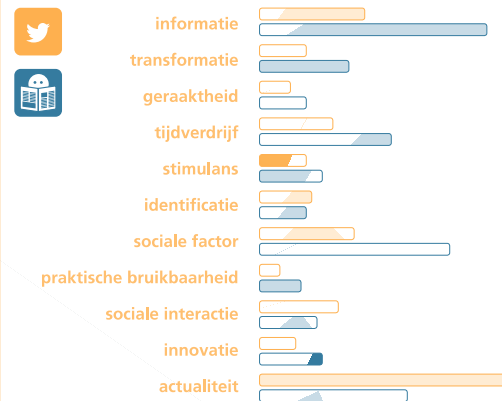 informatie
transformatie
geraaktheid
tijdverdrijf
stimulans
identificatie
sociale factor
praktische bruikbaarheid
sociale interactie
innovatie
actualiteit